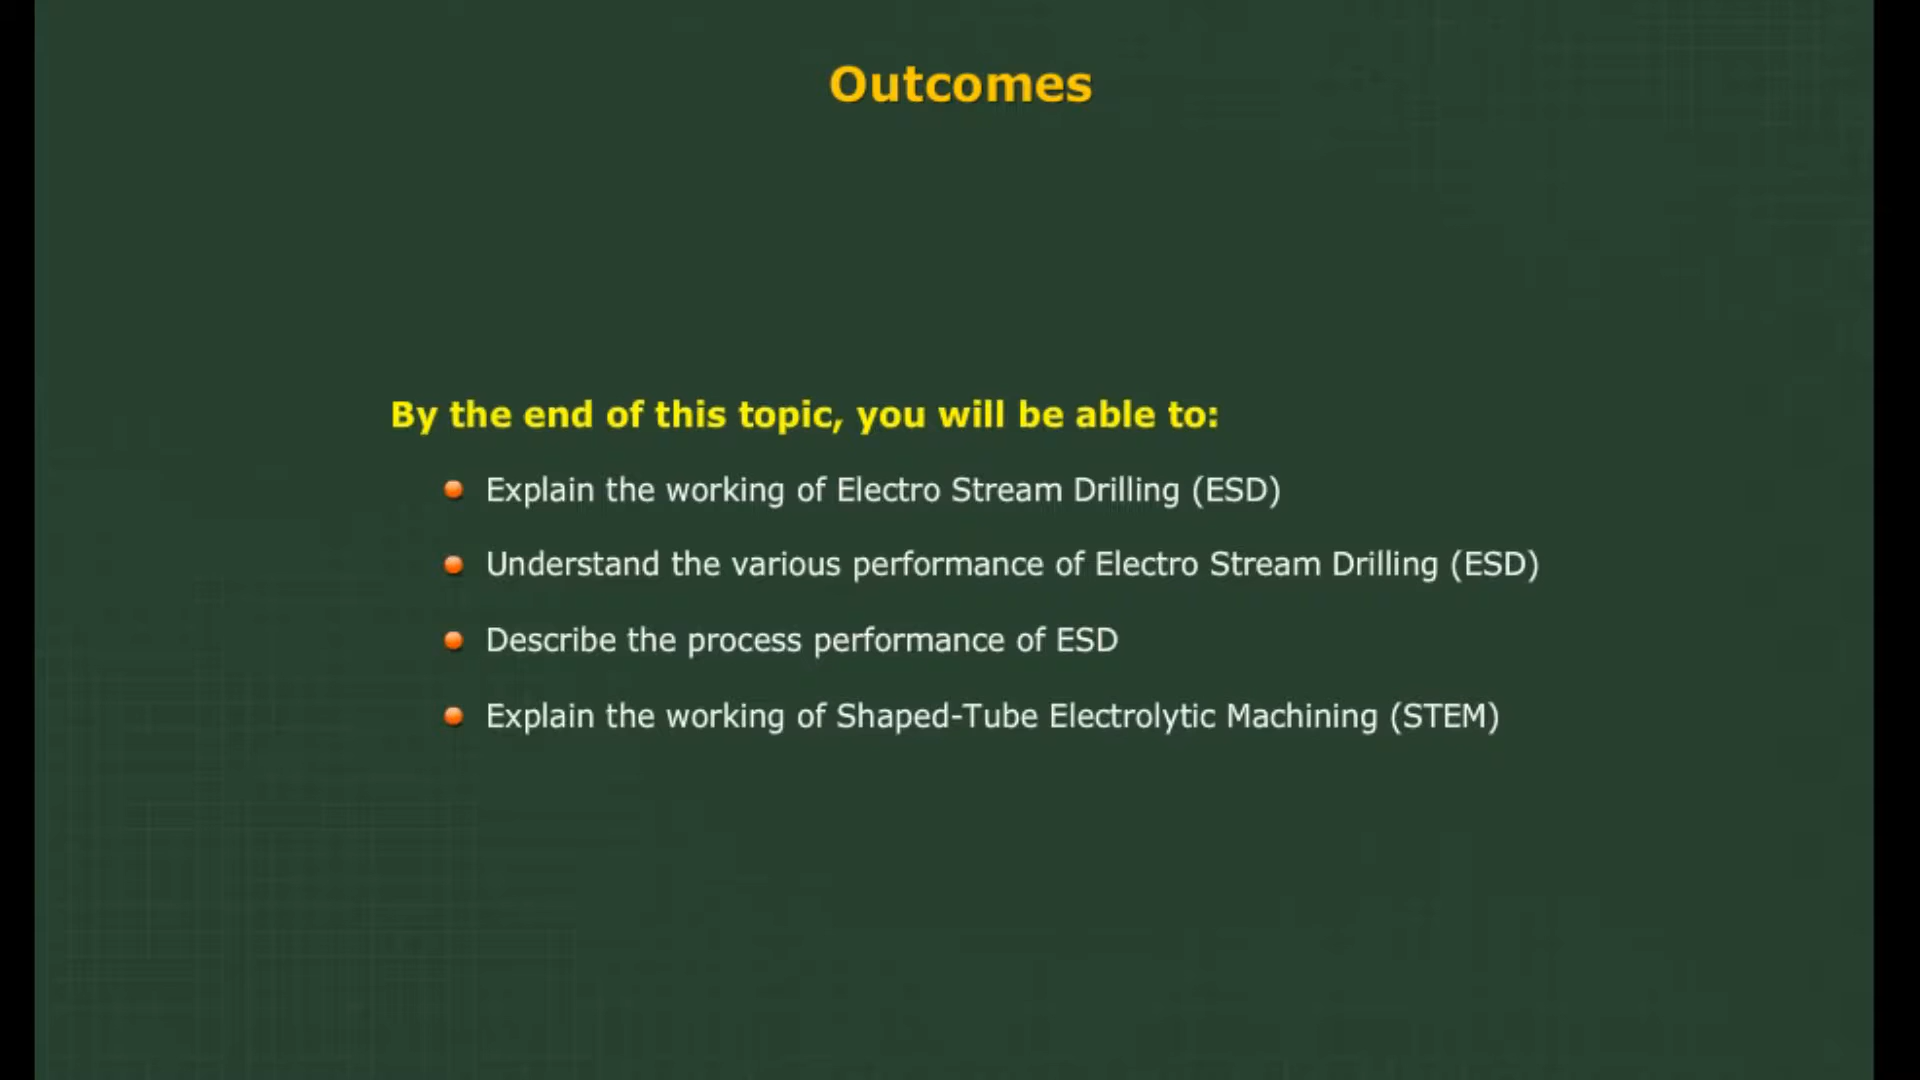 Outcomes
By the end of this topic, you will be able to:
Explain the working of Electro Stream Drilling (ESD)
Understand the various performance of Electro Stream Drilling (ESD)
Describe the process performance of ESD
Explain the working of Shaped-Tube Electrolytic Machining (STEM)